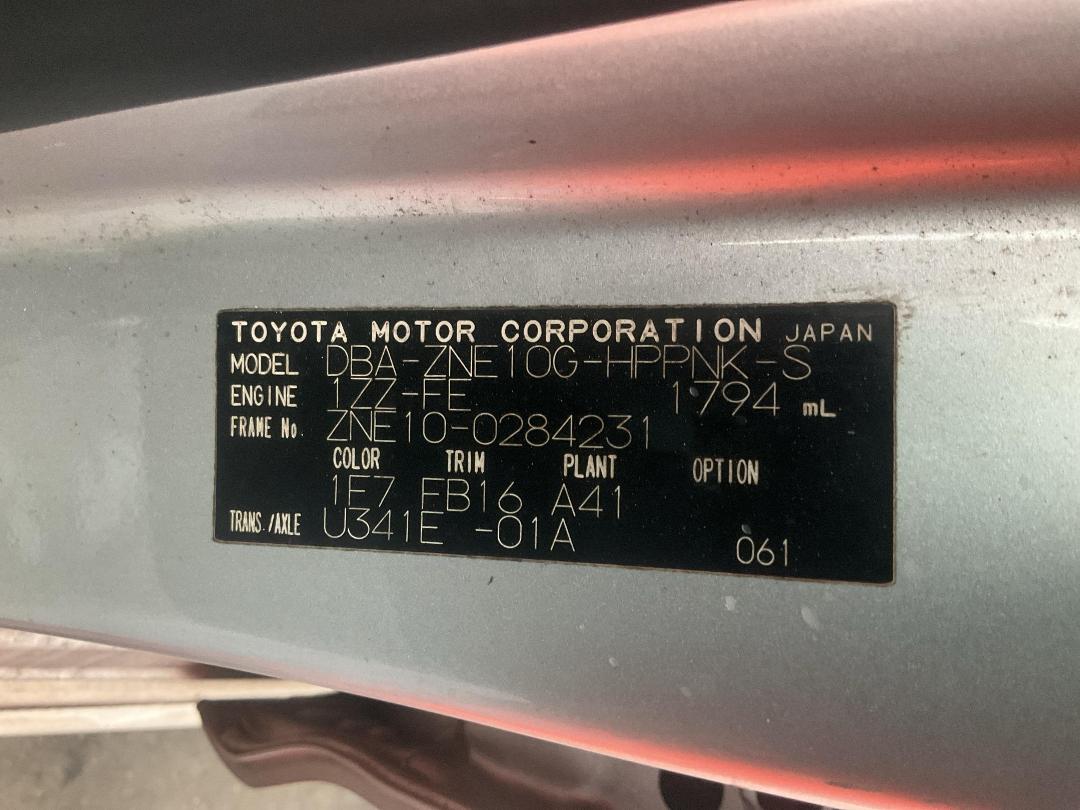 TOYOTA MOTOR CORPORATION JAPAN
MODEL DBA-ZNE10G-HPPNK-S
ENGINE 1ZZ-FE 1794 mL
FRAME No. ZNE10-0284231
COLOR TRIM PLANT OPTION
1E7 FB16 A41
TRANS./AXLE U341E -01A
061